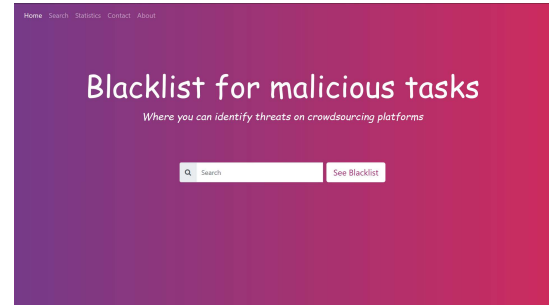 Home Search Statistics Contact About
Blacklist for malicious tasks
Where you can identify threats on crowdsourcing platforms
Search See Blacklist